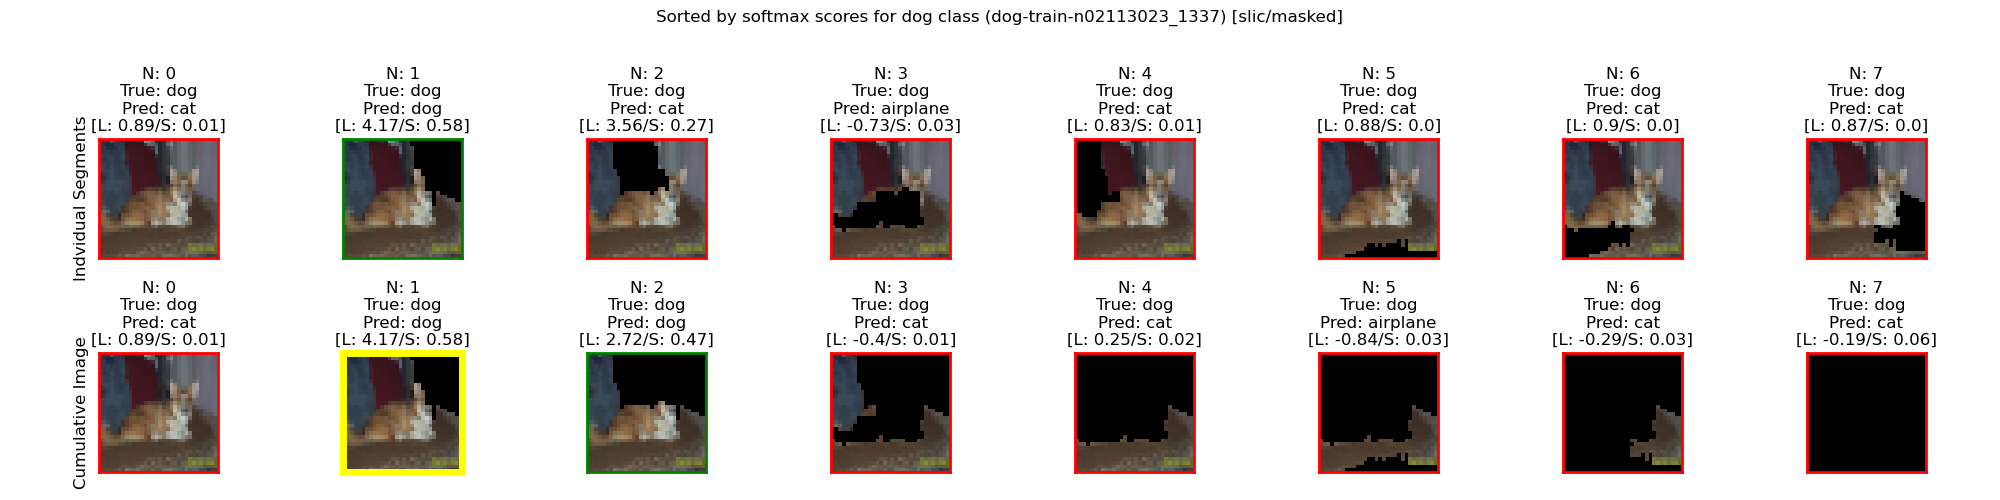 Sorted by softmax scores for dog class (dog-train-n02113023_1337) [slic/masked]
Indvidual Segments
N: 0
True: dog
Pred: cat
[L: 0.89/S: 0.01]
N: 1
True: dog
Pred: dog
[L: 4.17/S: 0.58]
N: 2
True: dog
Pred: cat
[L: 3.56/S: 0.27]
N: 3
True: dog
Pred: airplane
[L: -0.73/S: 0.03]
N: 4
True: dog
Pred: cat
[L: 0.83/S: 0.01]
N: 5
True: dog
Pred: cat
[L: 0.88/S: 0.0]
N: 6
True: dog
Pred: cat
[L: 0.9/S: 0.0]
N: 7
True: dog
Pred: cat
[L: 0.87/S: 0.0]
Cumulative Image
N: 0
True: dog
Pred: cat
[L: 0.89/S: 0.01]
N: 1
True: dog
Pred: dog
[L: 4.17/S: 0.58]
N: 2
True: dog
Pred: dog
[L: 2.72/S: 0.47]
N: 3
True: dog
Pred: cat
[L: -0.4/S: 0.01]
N: 4
True: dog
Pred: cat
[L: 0.25/S: 0.02]
N: 5
True: dog
Pred: airplane
[L: -0.84/S: 0.03]
N: 6
True: dog
Pred: cat
[L: -0.29/S: 0.03]
N: 7
True: dog
Pred: cat
[L: -0.19/S: 0.06]